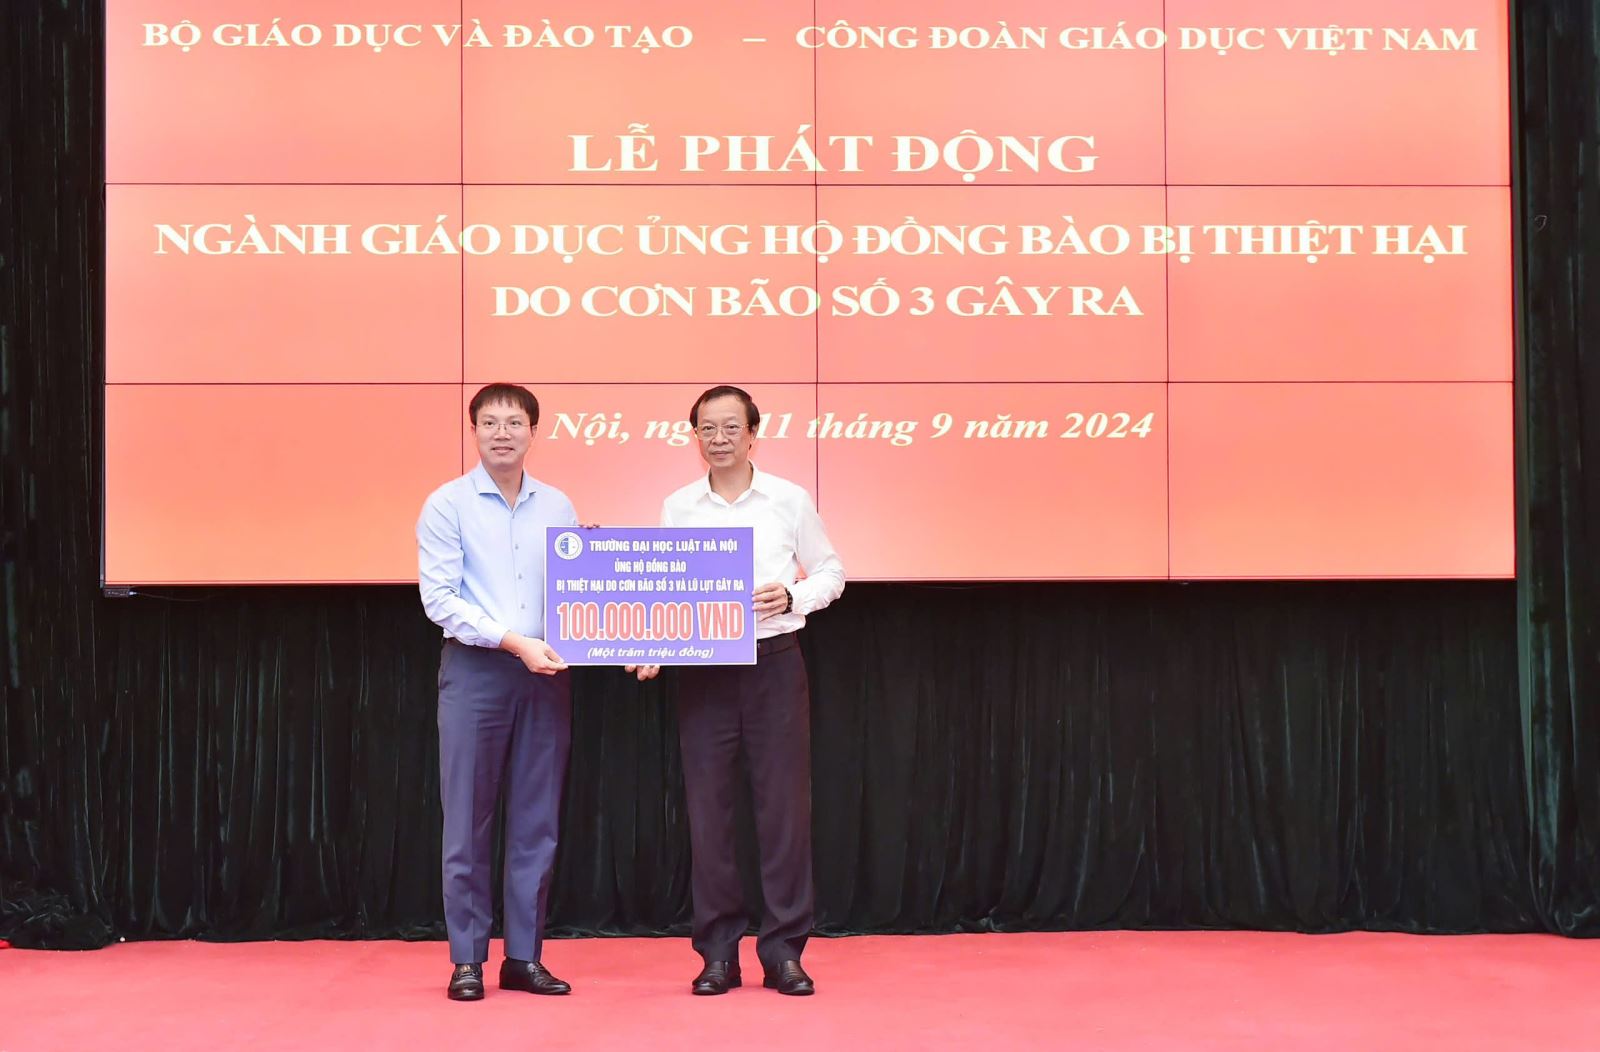 BỘ GIÁO DỤC VÀ ĐÀO TẠO – CÔNG ĐOÀN GIÁO DỤC VIỆT NAM
LỄ PHÁT ĐỘNG
NGÀNH GIÁO DỤC ỦNG HỘ ĐỒNG BÀO BỊ THIỆT HẠI
DO CƠN BÃO SỐ 3 GÂY RA
Nội, 11 tháng 9 năm 2024
TRƯỜNG ĐẠI HỌC LUẬT HÀ NỘI
ỦNG HỘ ĐỒNG BÀO
BỊ THIỆT HẠI DO CƠN BÃO SỐ 3 VÀ LŨ LỤT GÂY RA
100.000.000 VND
(Một trăm triệu đồng)